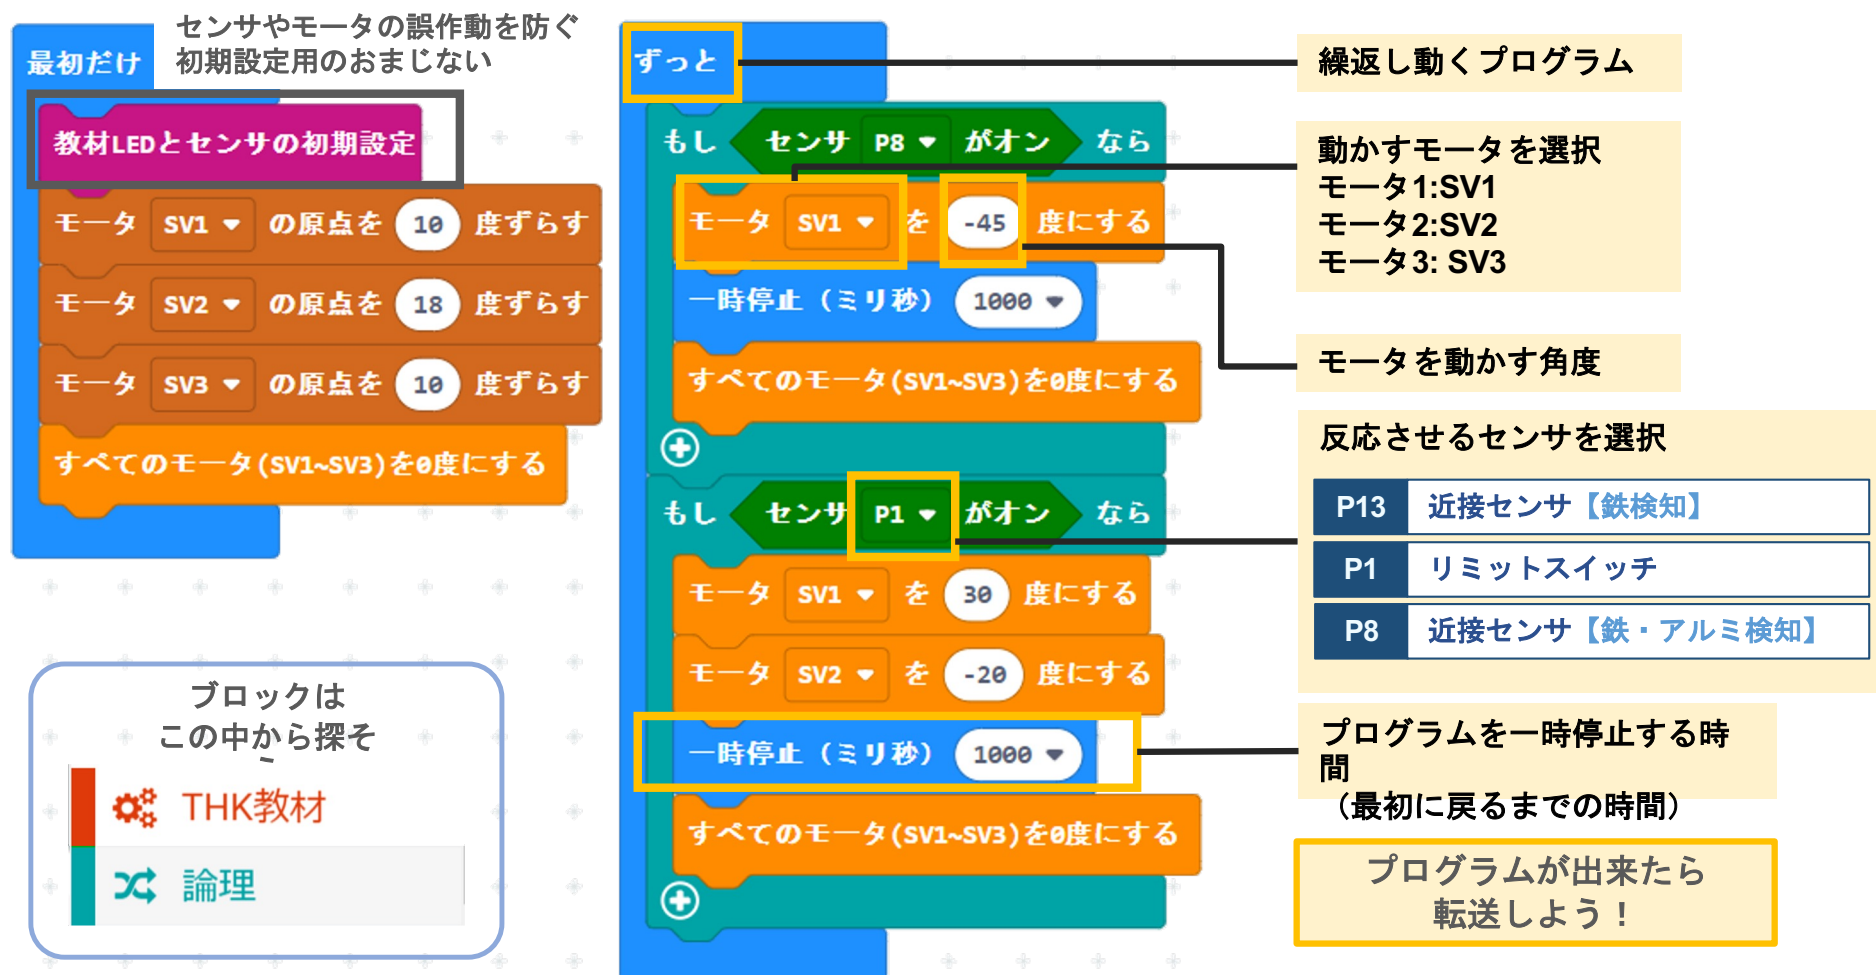 センサやモータの誤作動を防ぐ
初期設定用のおまじない
最初だけ
教材LEDとセンサの初期設定
モータ SV1 の原点を 10 度ずらす
モータ SV2 の原点を 18 度ずらす
モータ SV3 の原点を 10 度ずらす
すべてのモータ(SV1~SV3)を0度にする
ブロックは
この中から探そ
THK教材
論理
ずっと
もし センサ P8 がオン なら
モータ SV1 を -45 度にする
一時停止（ミリ秒） 1000
すべてのモータ(SV1~SV3)を0度にする
もし センサ P1 がオン なら
モータ SV1 を 30 度にする
モータ SV2 を -20 度にする
一時停止（ミリ秒） 1000
すべてのモータ(SV1~SV3)を0度にする
繰返し動くプログラム
動かすモータを選択
モータ1:SV1
モータ2:SV2
モータ3: SV3
モータを動かす角度
反応させるセンサを選択
P13 近接センサ【鉄検知】
P1 リミットスイッチ
P8 近接センサ【鉄・アルミ検知】
プログラムを一時停止する時
間
（最初に戻るまでの時間）
プログラムが出来たら
転送しよう！